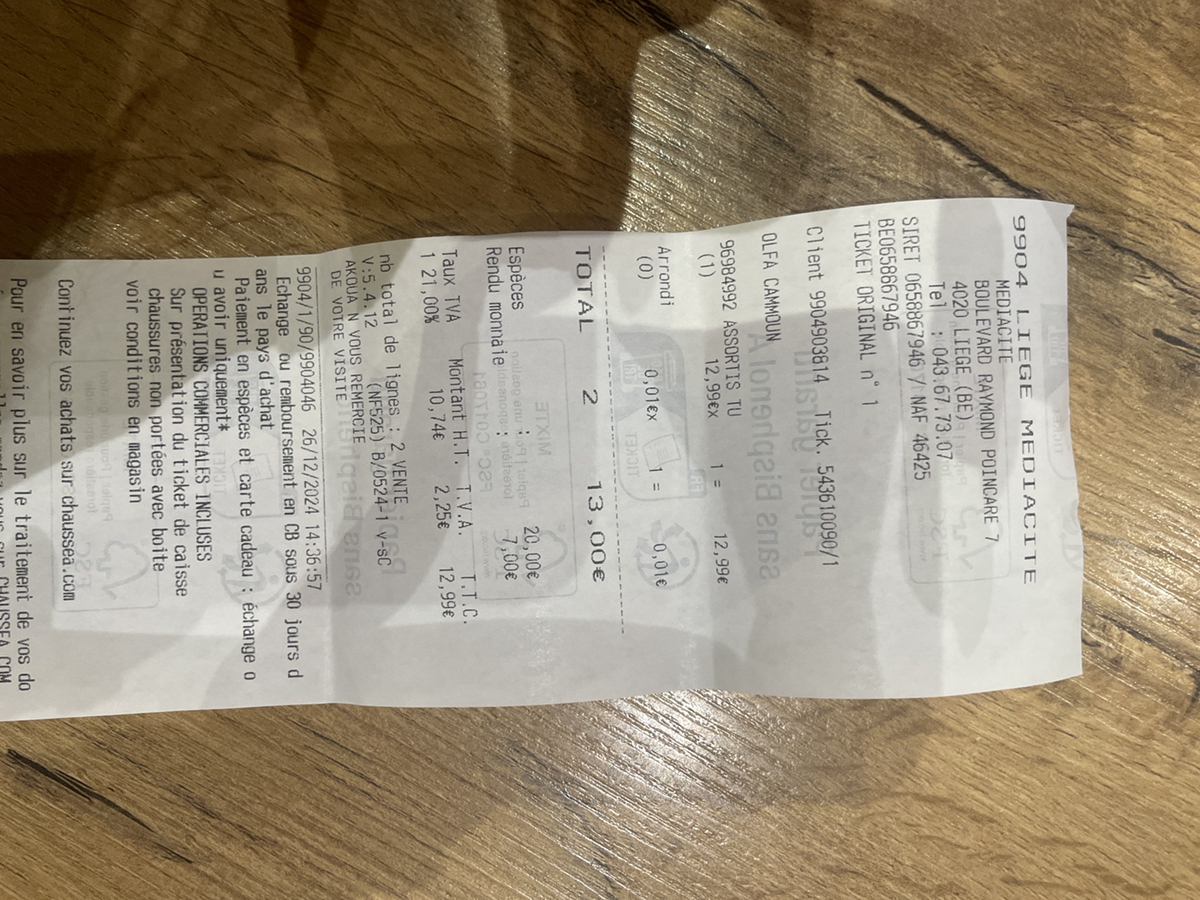 9904 LIEGE MEDIACITE
MEDIACITE
BOULEVARD RAYMOND POINCARE 7
4020 LIEGE (BE)
Tel : 043.67.73.07
SIRET 0658867946 / NAF 46425
BE0658867946
TICKET ORIGINAL n° 1
Client 9904903814 Tick. 543610090/1
OLFA CAMMOUN
96984992 ASSORTIS TU
(1) 12,99€x 1 = 12,99€
Arrondi
(0) 0,01€x 1 = 0,01€
TOTAL 2 13,00€
Espèces : 20,00€
Rendu monnaie : 7,00€
Taux TVA Montant H.T. T.V.A. T.T.C.
1 21,00% 10,74€ 2,25€ 12,99€
nb total de lignes : 2 VENTE
V:5.4.12 (NF525) B/0524-1 v-sc
AKOUA N VOUS REMERCIE
DE VOTRE VISITE
9904/1/90/9904046 26/12/2024 14:36:57
Echange ou remboursement en CB sous 30 jours d
ans le pays d'achat
Paiement en espèces et carte cadeau : échange o
u avoir uniquement*
OPERATIONS COMMERCIALES INCLUSES
Sur présentation du ticket de caisse
chaussures non portées avec boite
voir conditions en magasin
Continuez vos achats sur chaussea.com
Pour en savoir plus sur le traitement de vos do